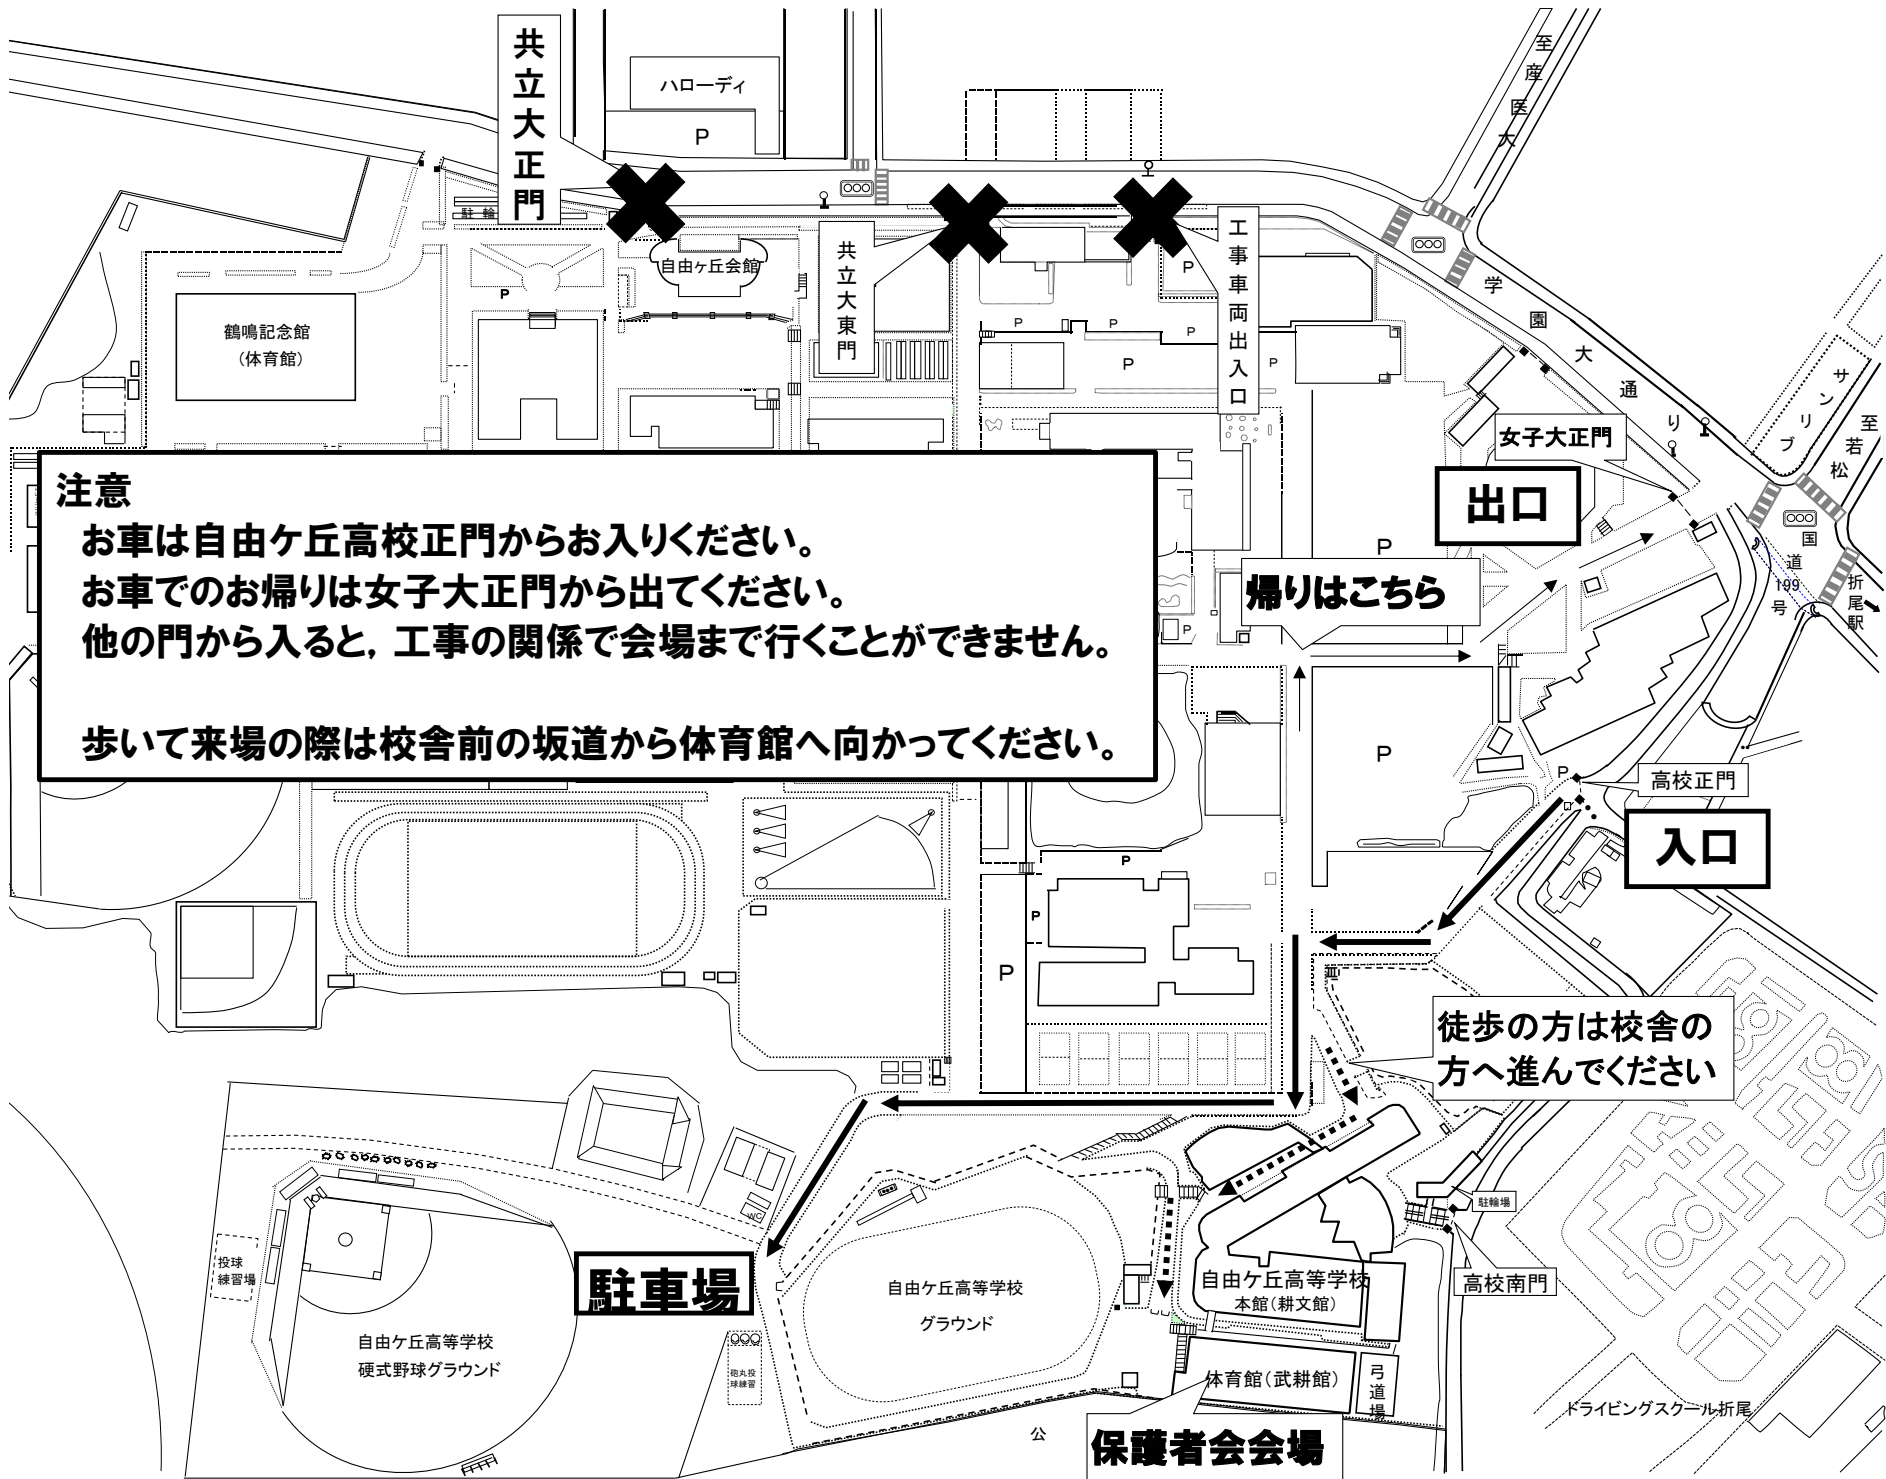 共立大正門
ハローディ
P
至産医大
駐輪
自由ヶ丘会館
共立大東門
工事車両出入口
P
P
鶴鳴記念館
(体育館)
P
P
P
P
P
学園大通り
サンリブ
至若松
女子大正門
出口
国道199号
折尾駅
注意
お車は自由ケ丘高校正門からお入りください。
お車でのお帰りは女子大正門から出てください。
他の門から入ると,工事の関係で会場まで行くことができません。
歩いて来場の際は校舎前の坂道から体育館へ向かってください。
P
帰りはこちら
P
P
P
高校正門
入口
P
P
P
徒歩の方は校舎の
方へ進んでください
駐輪場
高校南門
WC
投球
練習場
駐車場
自由ケ丘高等学校
グラウンド
自由ケ丘高等学校
本館(耕文館)
自由ケ丘高等学校
硬式野球グラウンド
砲丸投
球練習
体育館(武耕館)
弓道場
ドライビングスクール折尾
公
保護者会会場